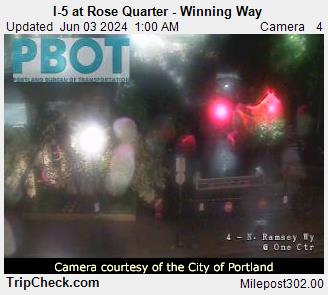 I-5 at Rose Quarter - Winning Way
Updated Jun 03 2024 1:00 AM Camera 4
PBOT
PORTLAND BUREAU OF TRANSPORTATION
4 - N. Ramsey Wy
@ One Ctr
Camera courtesy of the City of Portland
TripCheck.com Milepost302.00